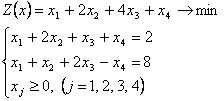 Z(x) = x₁ + 2x₂ + 4x₃ + x₄ → min
{ x₁ + 2x₂ + x₃ + x₄ = 2
x₁ + x₂ + 2x₃ − x₄ = 8
xⱼ ≥ 0, (j = 1, 2, 3, 4)